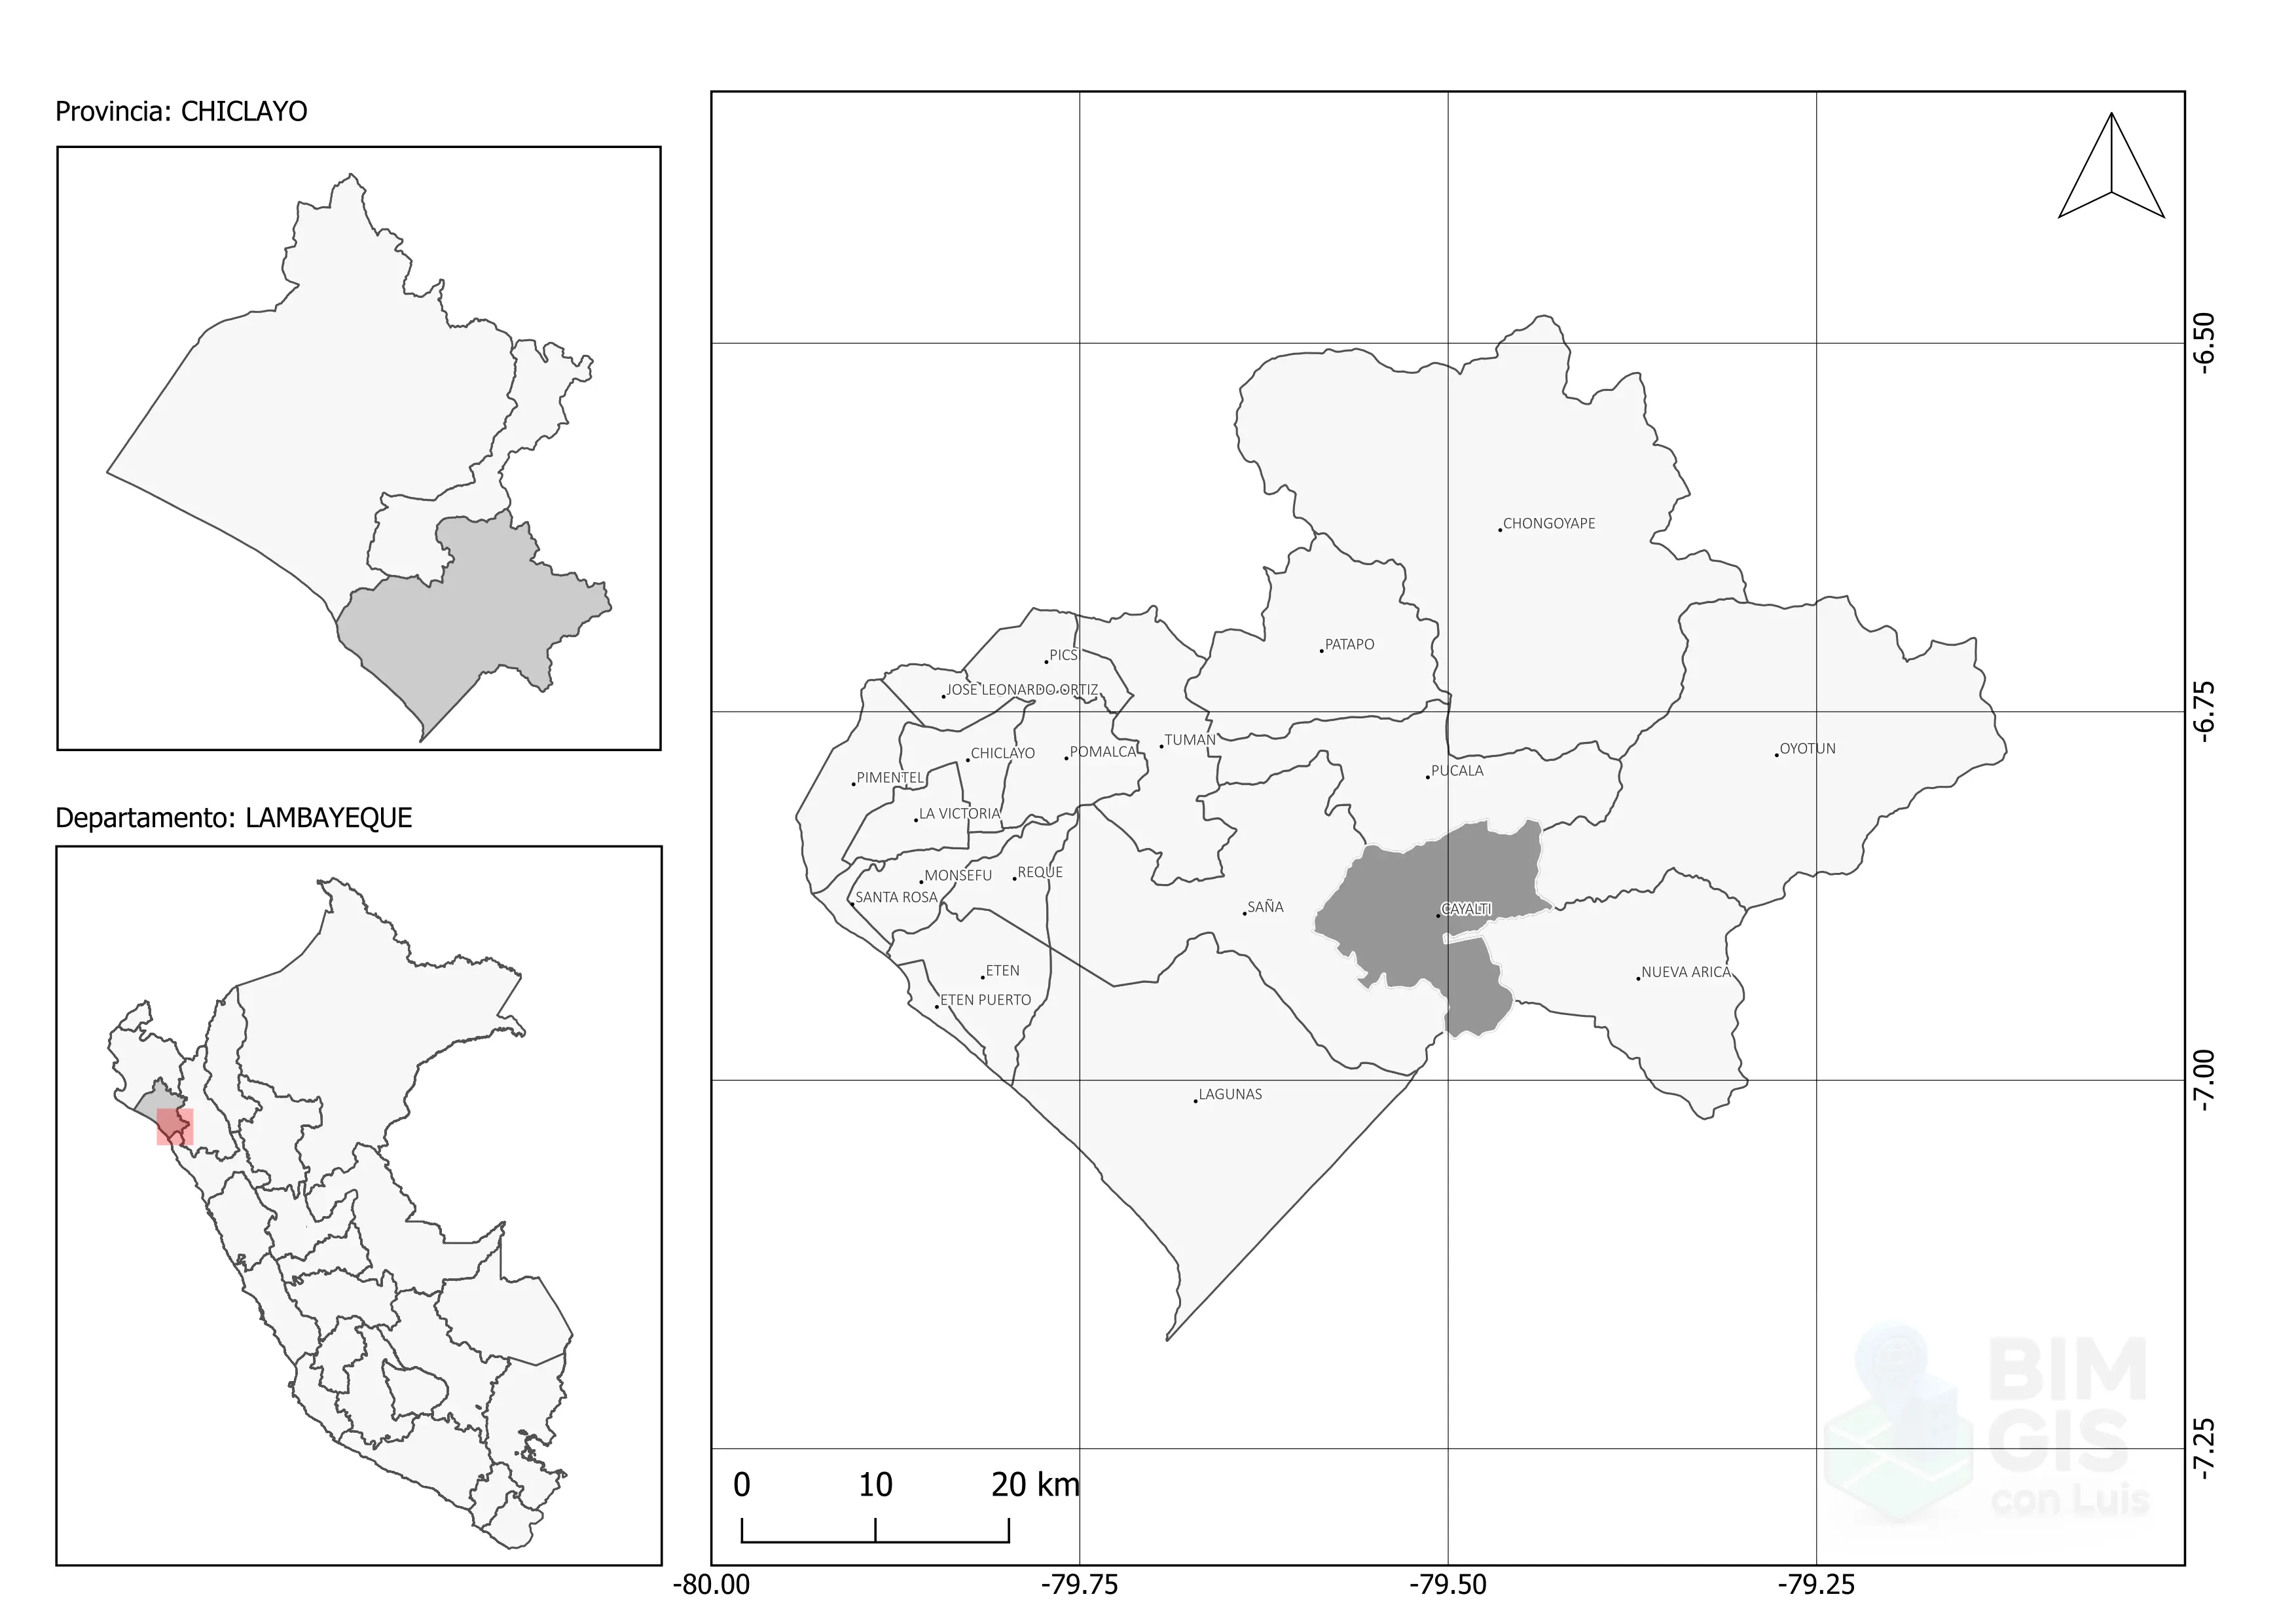 Provincia: CHICLAYO
Departamento: LAMBAYEQUE
CHONGOYAPE
PATAPO
PICSI
JOSE LEONARDO ORTIZ
TUMAN
CHICLAYO
POMALCA
OYOTUN
PUCALA
PIMENTEL
LA VICTORIA
REQUE
MONSEFU
SANTA ROSA
SAÑA
CAYALTI
ETEN
NUEVA ARICA
ETEN PUERTO
LAGUNAS
-6.50
-6.75
-7.00
-7.25
0 10 20 km
-80.00 -79.75 -79.50 -79.25
BIM
GIS
con Luis